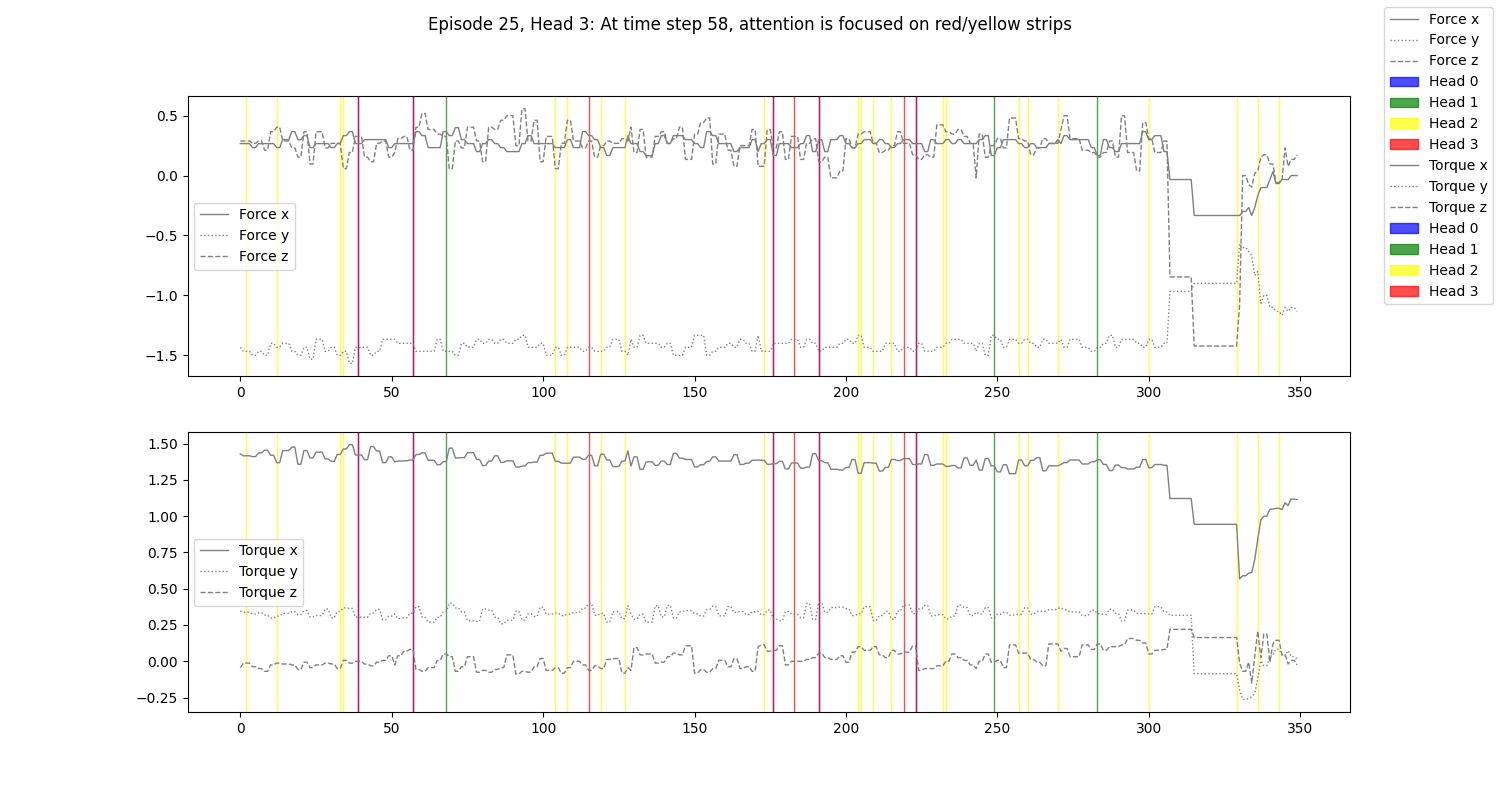 Episode 25, Head 3: At time step 58, attention is focused on red/yellow strips
Force x
Force y
Force z
Head 0
Head 1
Head 2
Head 3
Torque x
Torque y
Torque z
Head 0
Head 1
Head 2
Head 3
0.5
0.0
−0.5
−1.0
−1.5
Force x
Force y
Force z
0 50 100 150 200 250 300 350
1.50
1.25
1.00
0.75
0.50
0.25
0.00
−0.25
Torque x
Torque y
Torque z
0 50 100 150 200 250 300 350